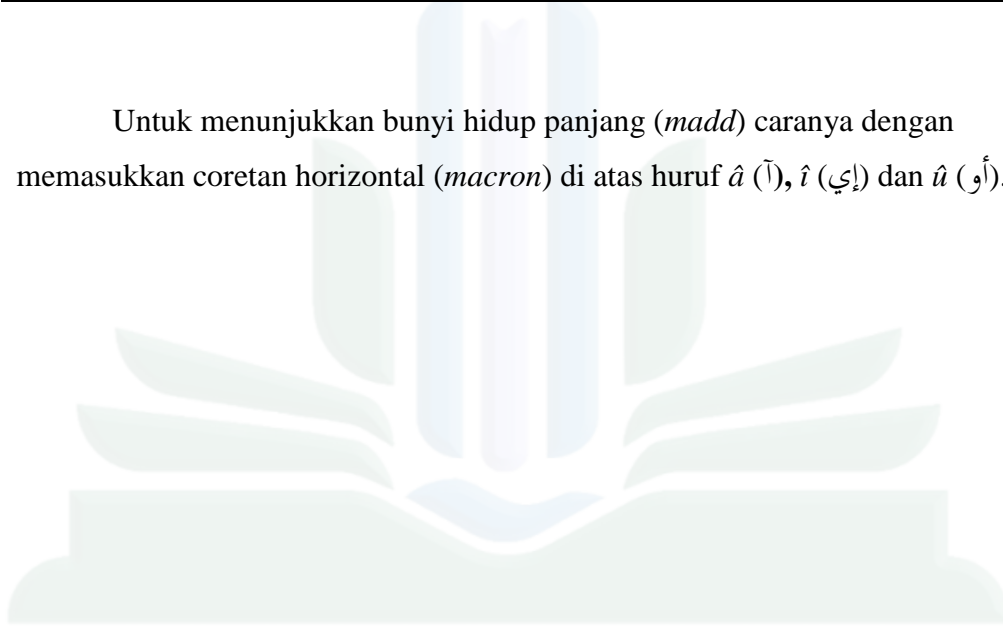 Untuk menunjukkan bunyi hidup panjang (madd) caranya dengan
memasukkan coretan horizontal (macron) di atas huruf â (آ), î (إي) dan û (أو).